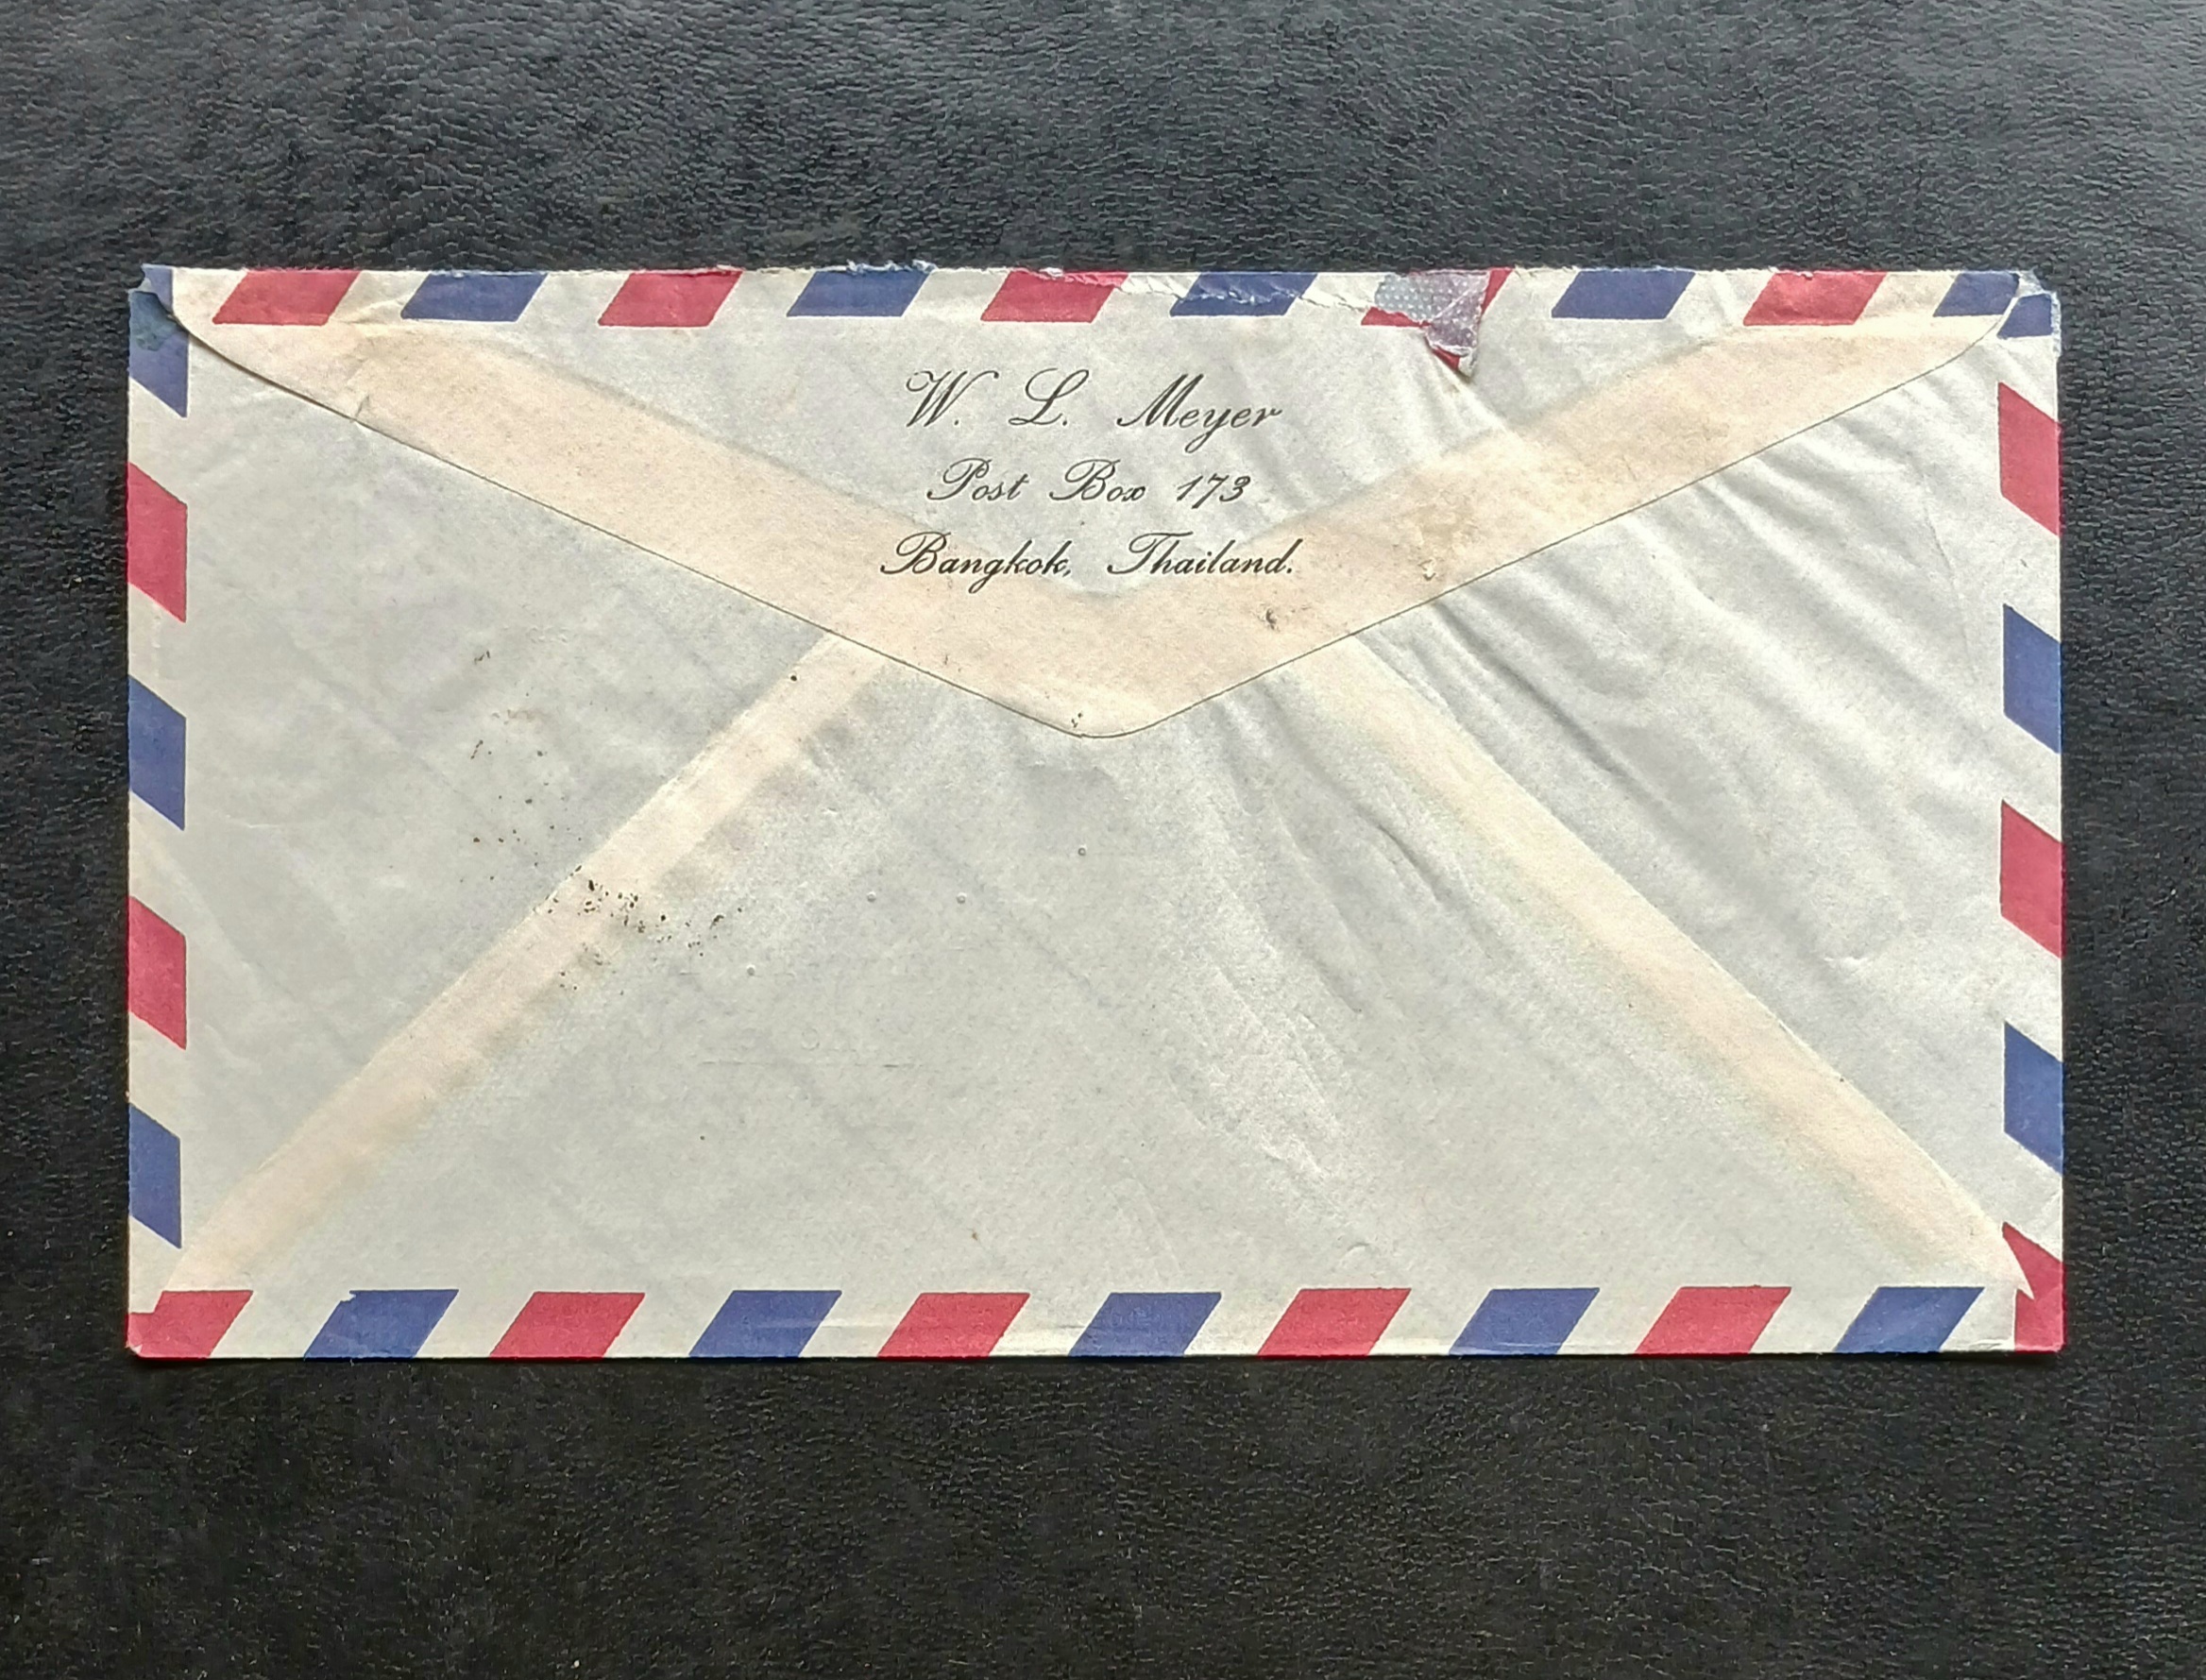 W. L. Meyer
Post Box 173
Bangkok, Thailand.